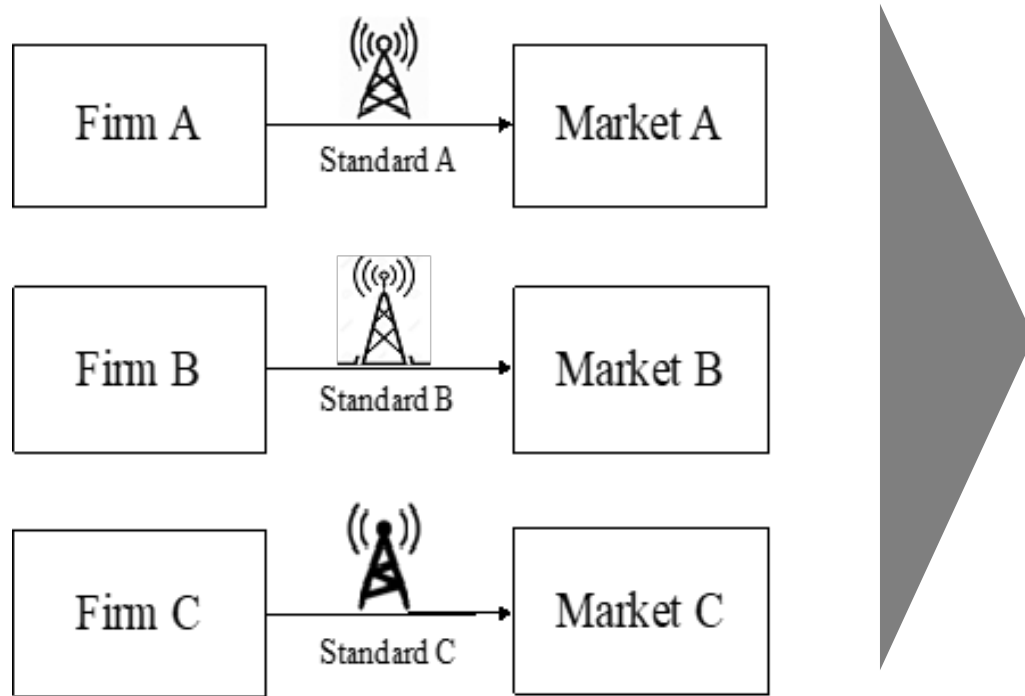 Firm A
Standard A
Market A
Firm B
Standard B
Market B
Firm C
Standard C
Market C